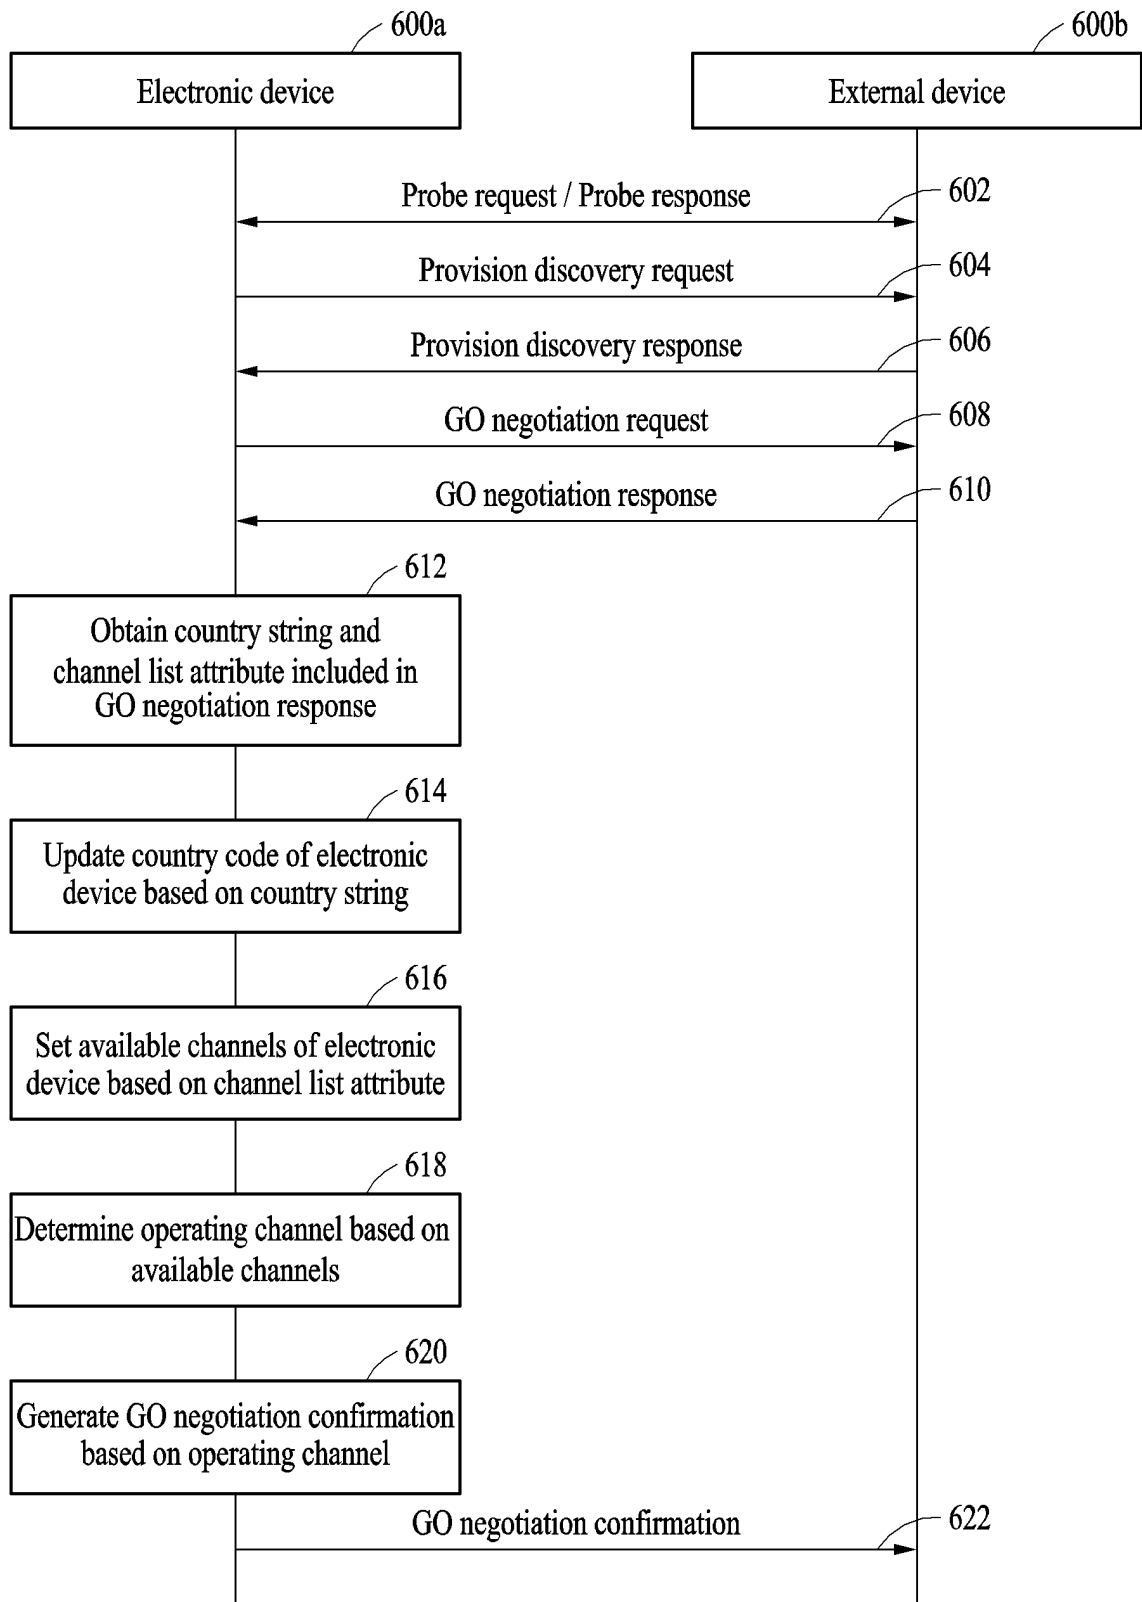 600a
600b
Electronic device
External device
Probe request / Probe response
602
Provision discovery request
604
Provision discovery response
606
GO negotiation request
608
GO negotiation response
610
612
Obtain country string and
channel list attribute included in
GO negotiation response
614
Update country code of electronic
device based on country string
616
Set available channels of electronic
device based on channel list attribute
618
Determine operating channel based on
available channels
620
Generate GO negotiation confirmation
based on operating channel
GO negotiation confirmation
622